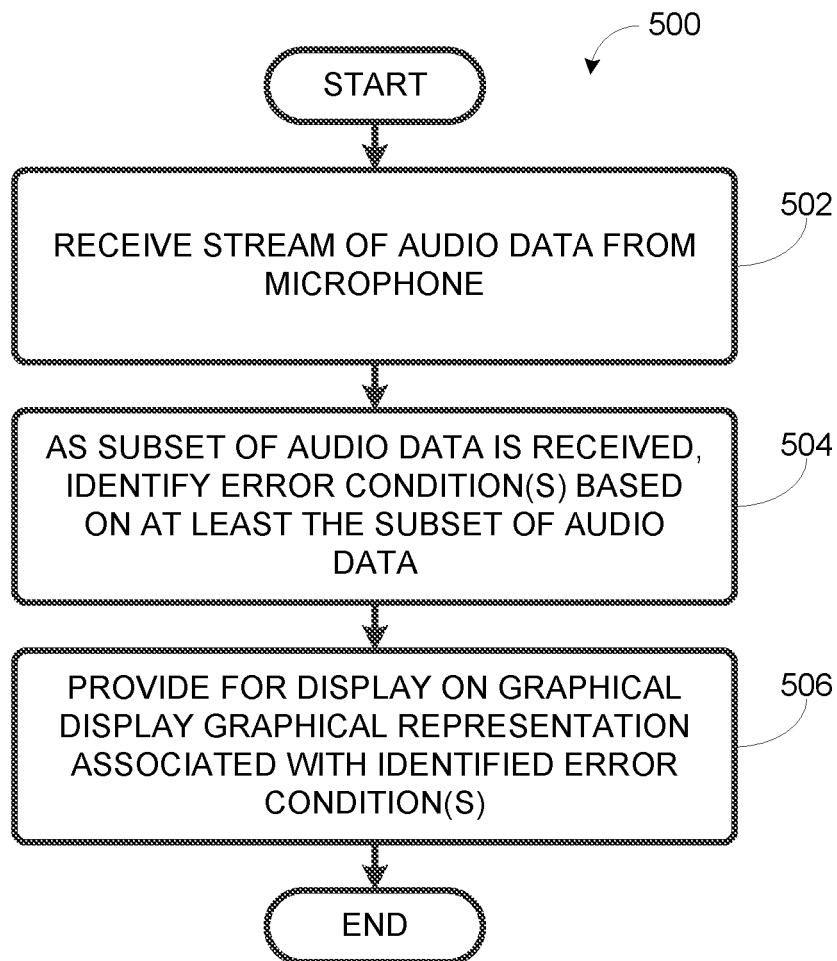 500
START
RECEIVE STREAM OF AUDIO DATA FROM
MICROPHONE
502
AS SUBSET OF AUDIO DATA IS RECEIVED,
IDENTIFY ERROR CONDITION(S) BASED
ON AT LEAST THE SUBSET OF AUDIO
DATA
504
PROVIDE FOR DISPLAY ON GRAPHICAL
DISPLAY GRAPHICAL REPRESENTATION
ASSOCIATED WITH IDENTIFIED ERROR
CONDITION(S)
506
END